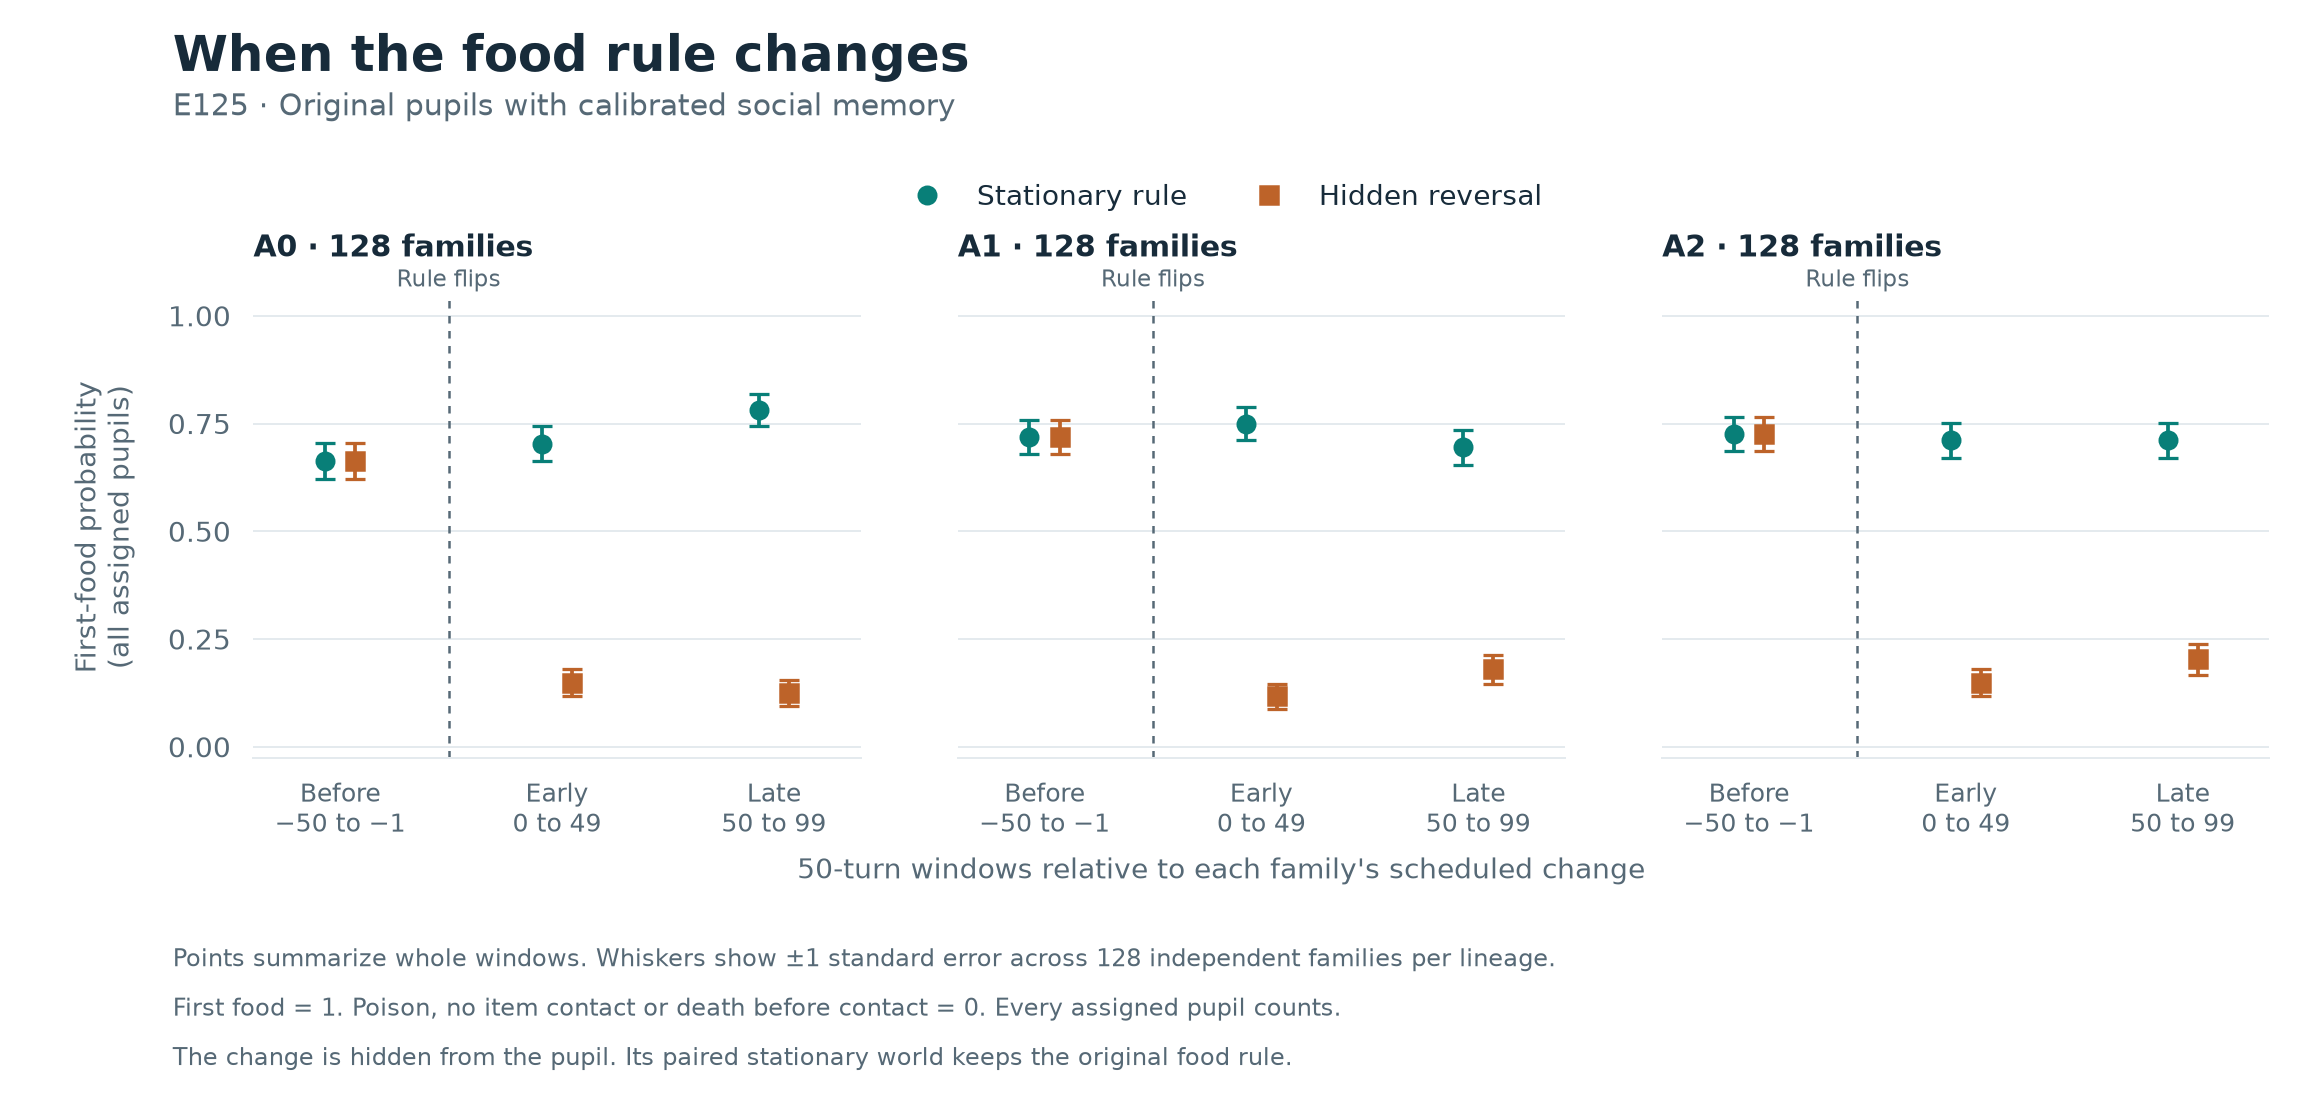 When the food rule changes
E125 · Original pupils with calibrated social memory
Stationary rule
Hidden reversal
A0 · 128 families
A1 · 128 families
A2 · 128 families
Rule flips
Rule flips
Rule flips
First-food probability
(all assigned pupils)
1.00
0.75
0.50
0.25
0.00
Before
−50 to −1
Early
0 to 49
Late
50 to 99
Before
−50 to −1
Early
0 to 49
Late
50 to 99
Before
−50 to −1
Early
0 to 49
Late
50 to 99
50-turn windows relative to each family's scheduled change
Points summarize whole windows. Whiskers show ±1 standard error across 128 independent families per lineage.
First food = 1. Poison, no item contact or death before contact = 0. Every assigned pupil counts.
The change is hidden from the pupil. Its paired stationary world keeps the original food rule.